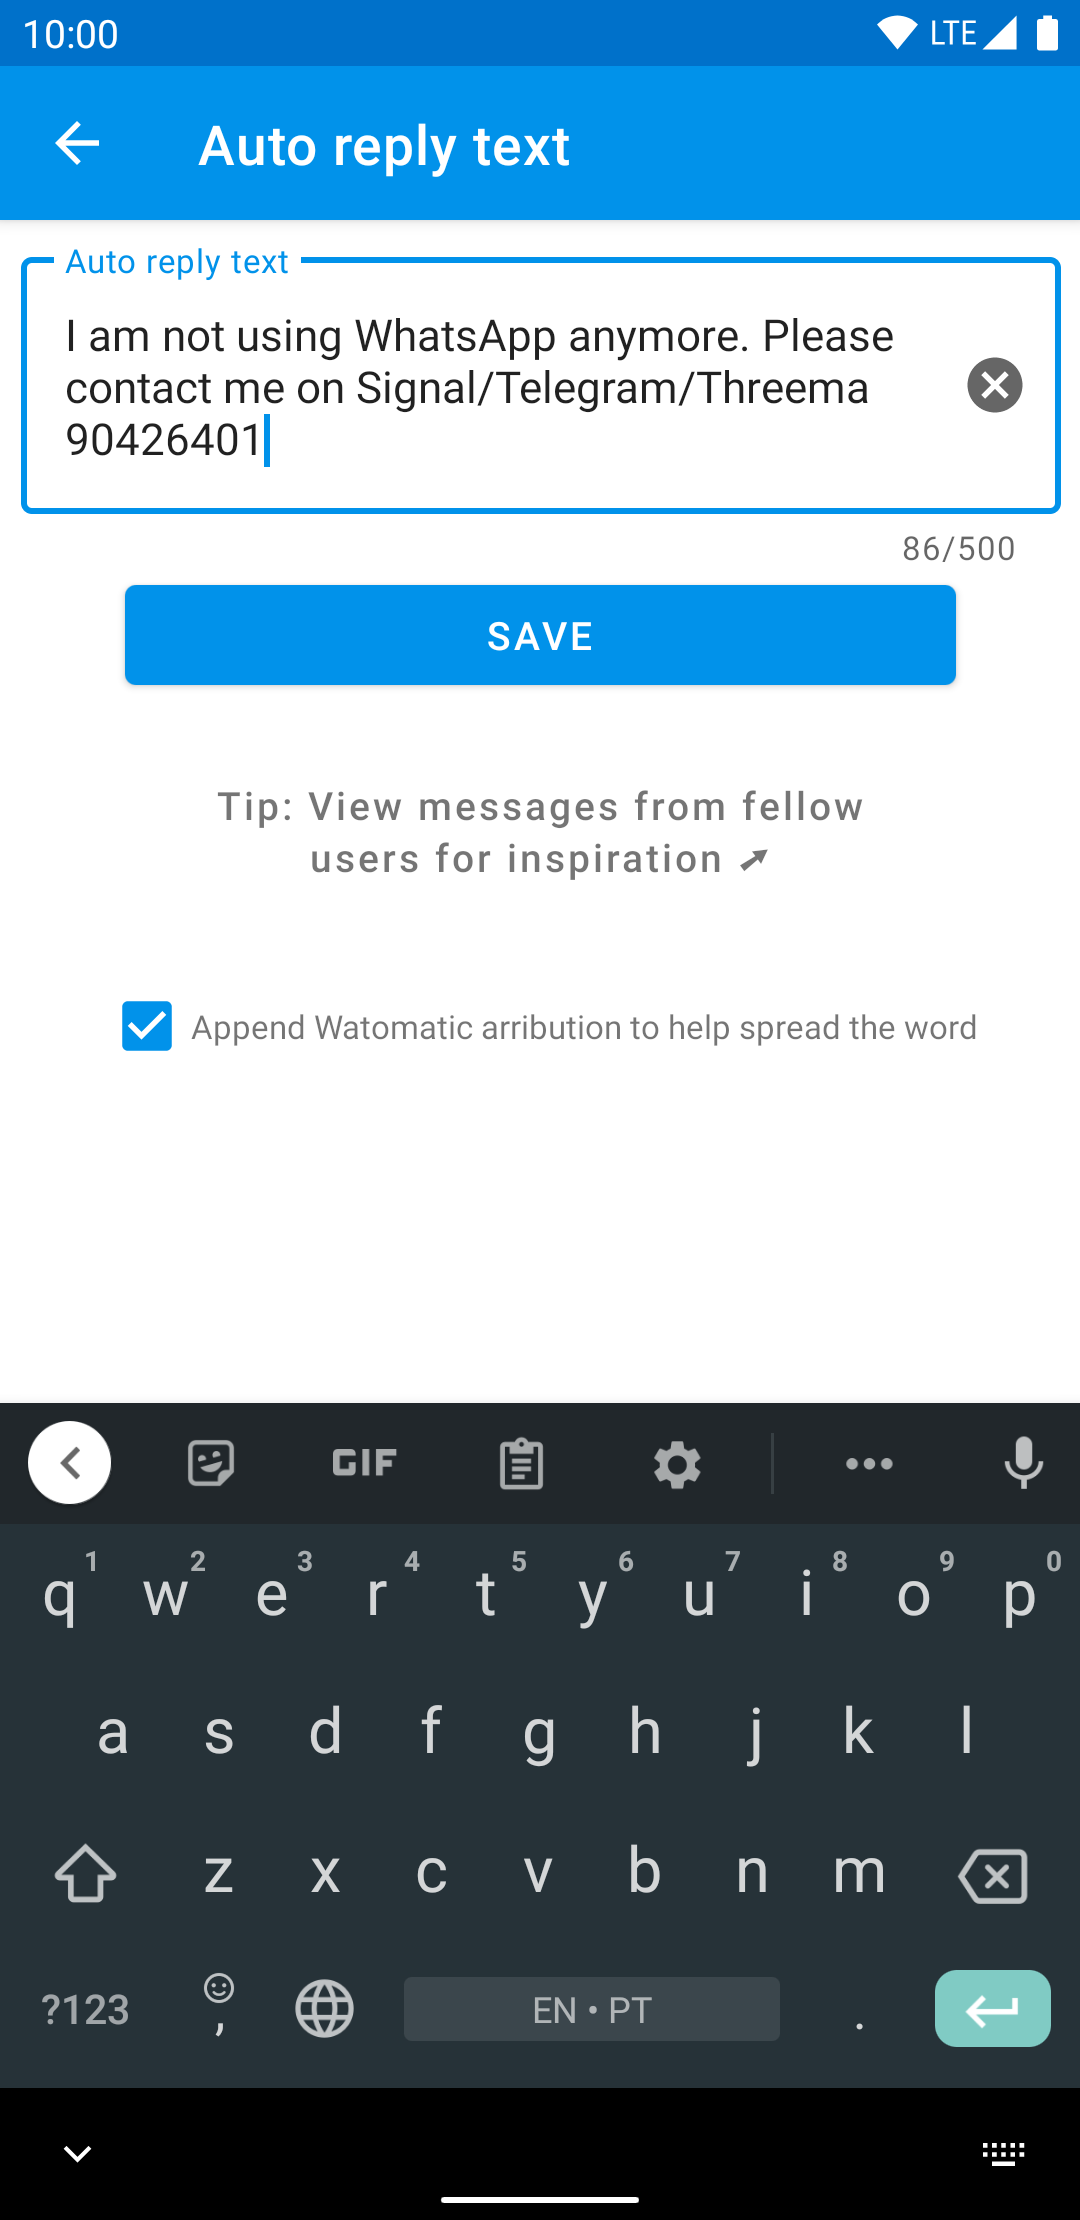 10:00 LTE
Auto reply text
Auto reply text
I am not using WhatsApp anymore. Please
contact me on Signal/Telegram/Threema
90426401
86/500
SAVE
Tip: View messages from fellow
users for inspiration ➚
Append Watomatic arribution to help spread the word
GIF
1 2 3 4 5 6 7 8 9 0
q w e r t y u i o p
a s d f g h j k l
z x c v b n m
?123 , EN • PT .